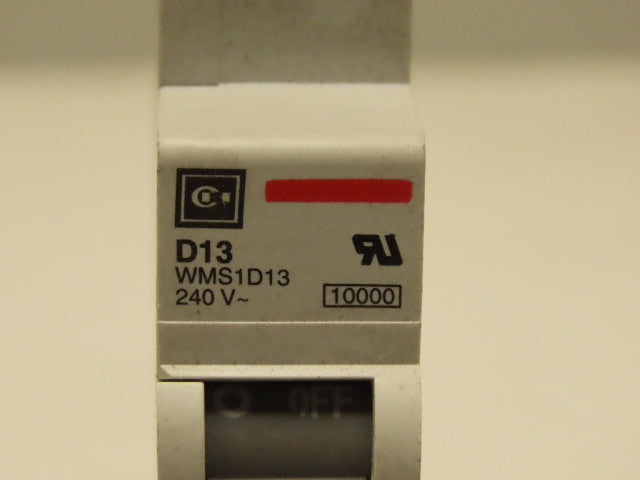 D13
WMS1D13
240 V~
10000
O OFF